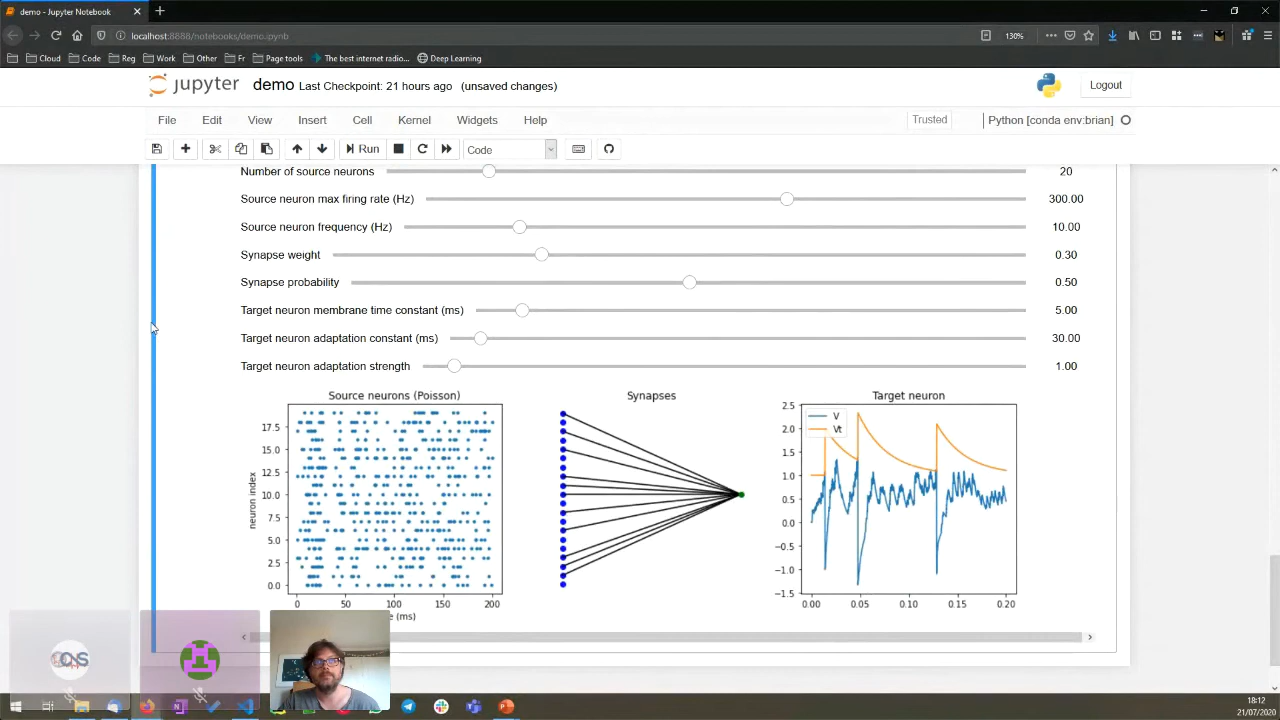 demo - Jupyter Notebook
localhost:8888/notebooks/demo.ipynb
130%
Cloud Code Reg Work Other Fr Page tools The best internet radio... Deep Learning
jupyter demo Last Checkpoint: 21 hours ago (unsaved changes)
Logout
File Edit View Insert Cell Kernel Widgets Help
Trusted
Python [conda env:brian]
Run
Code
Number of source neurons 20
Source neuron max firing rate (Hz) 300.00
Source neuron frequency (Hz) 10.00
Synapse weight 0.30
Synapse probability 0.50
Target neuron membrane time constant (ms) 5.00
Target neuron adaptation constant (ms) 30.00
Target neuron adaptation strength 1.00
Source neurons (Poisson)
neuron index
17.5
15.0
12.5
10.0
7.5
5.0
2.5
0.0
0 50 100 150 200
(ms)
Synapses
Target neuron
V
Vt
2.5
2.0
1.5
1.0
0.5
0.0
−0.5
−1.0
−1.5
0.00 0.05 0.10 0.15 0.20
OS
18:12
21/07/2020